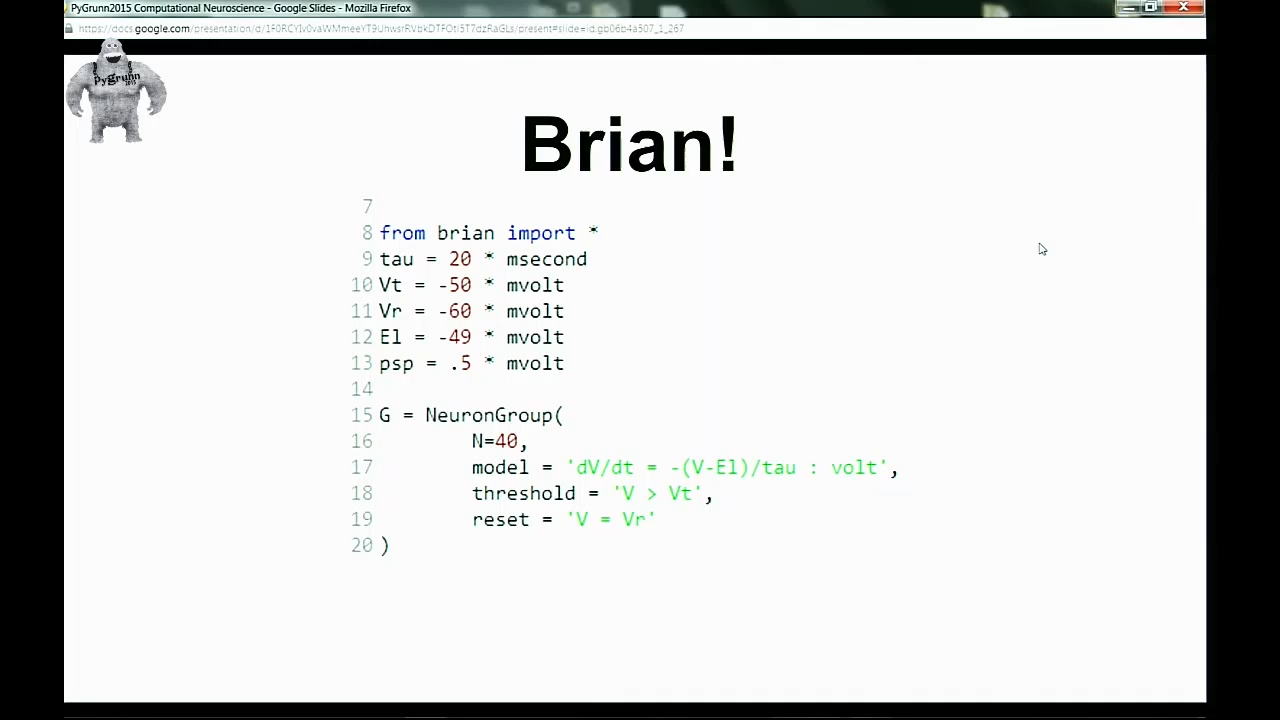 PyGrunn2015 Computational Neuroscience - Google Slides - Mozilla Firefox
PyGrunn
2015
Brian!
7
8 from brian import *
9 tau = 20 * msecond
10 Vt = -50 * mvolt
11 Vr = -60 * mvolt
12 El = -49 * mvolt
13 psp = .5 * mvolt
14
15 G = NeuronGroup(
16 N=40,
17 model = 'dV/dt = -(V-El)/tau : volt',
18 threshold = 'V > Vt',
19 reset = 'V = Vr'
20 )